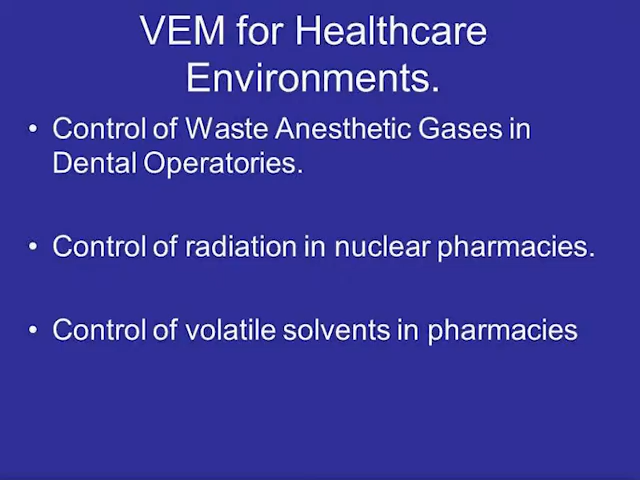 VEM for Healthcare
Environments.
• Control of Waste Anesthetic Gases in
Dental Operatories.
• Control of radiation in nuclear pharmacies.
• Control of volatile solvents in pharmacies